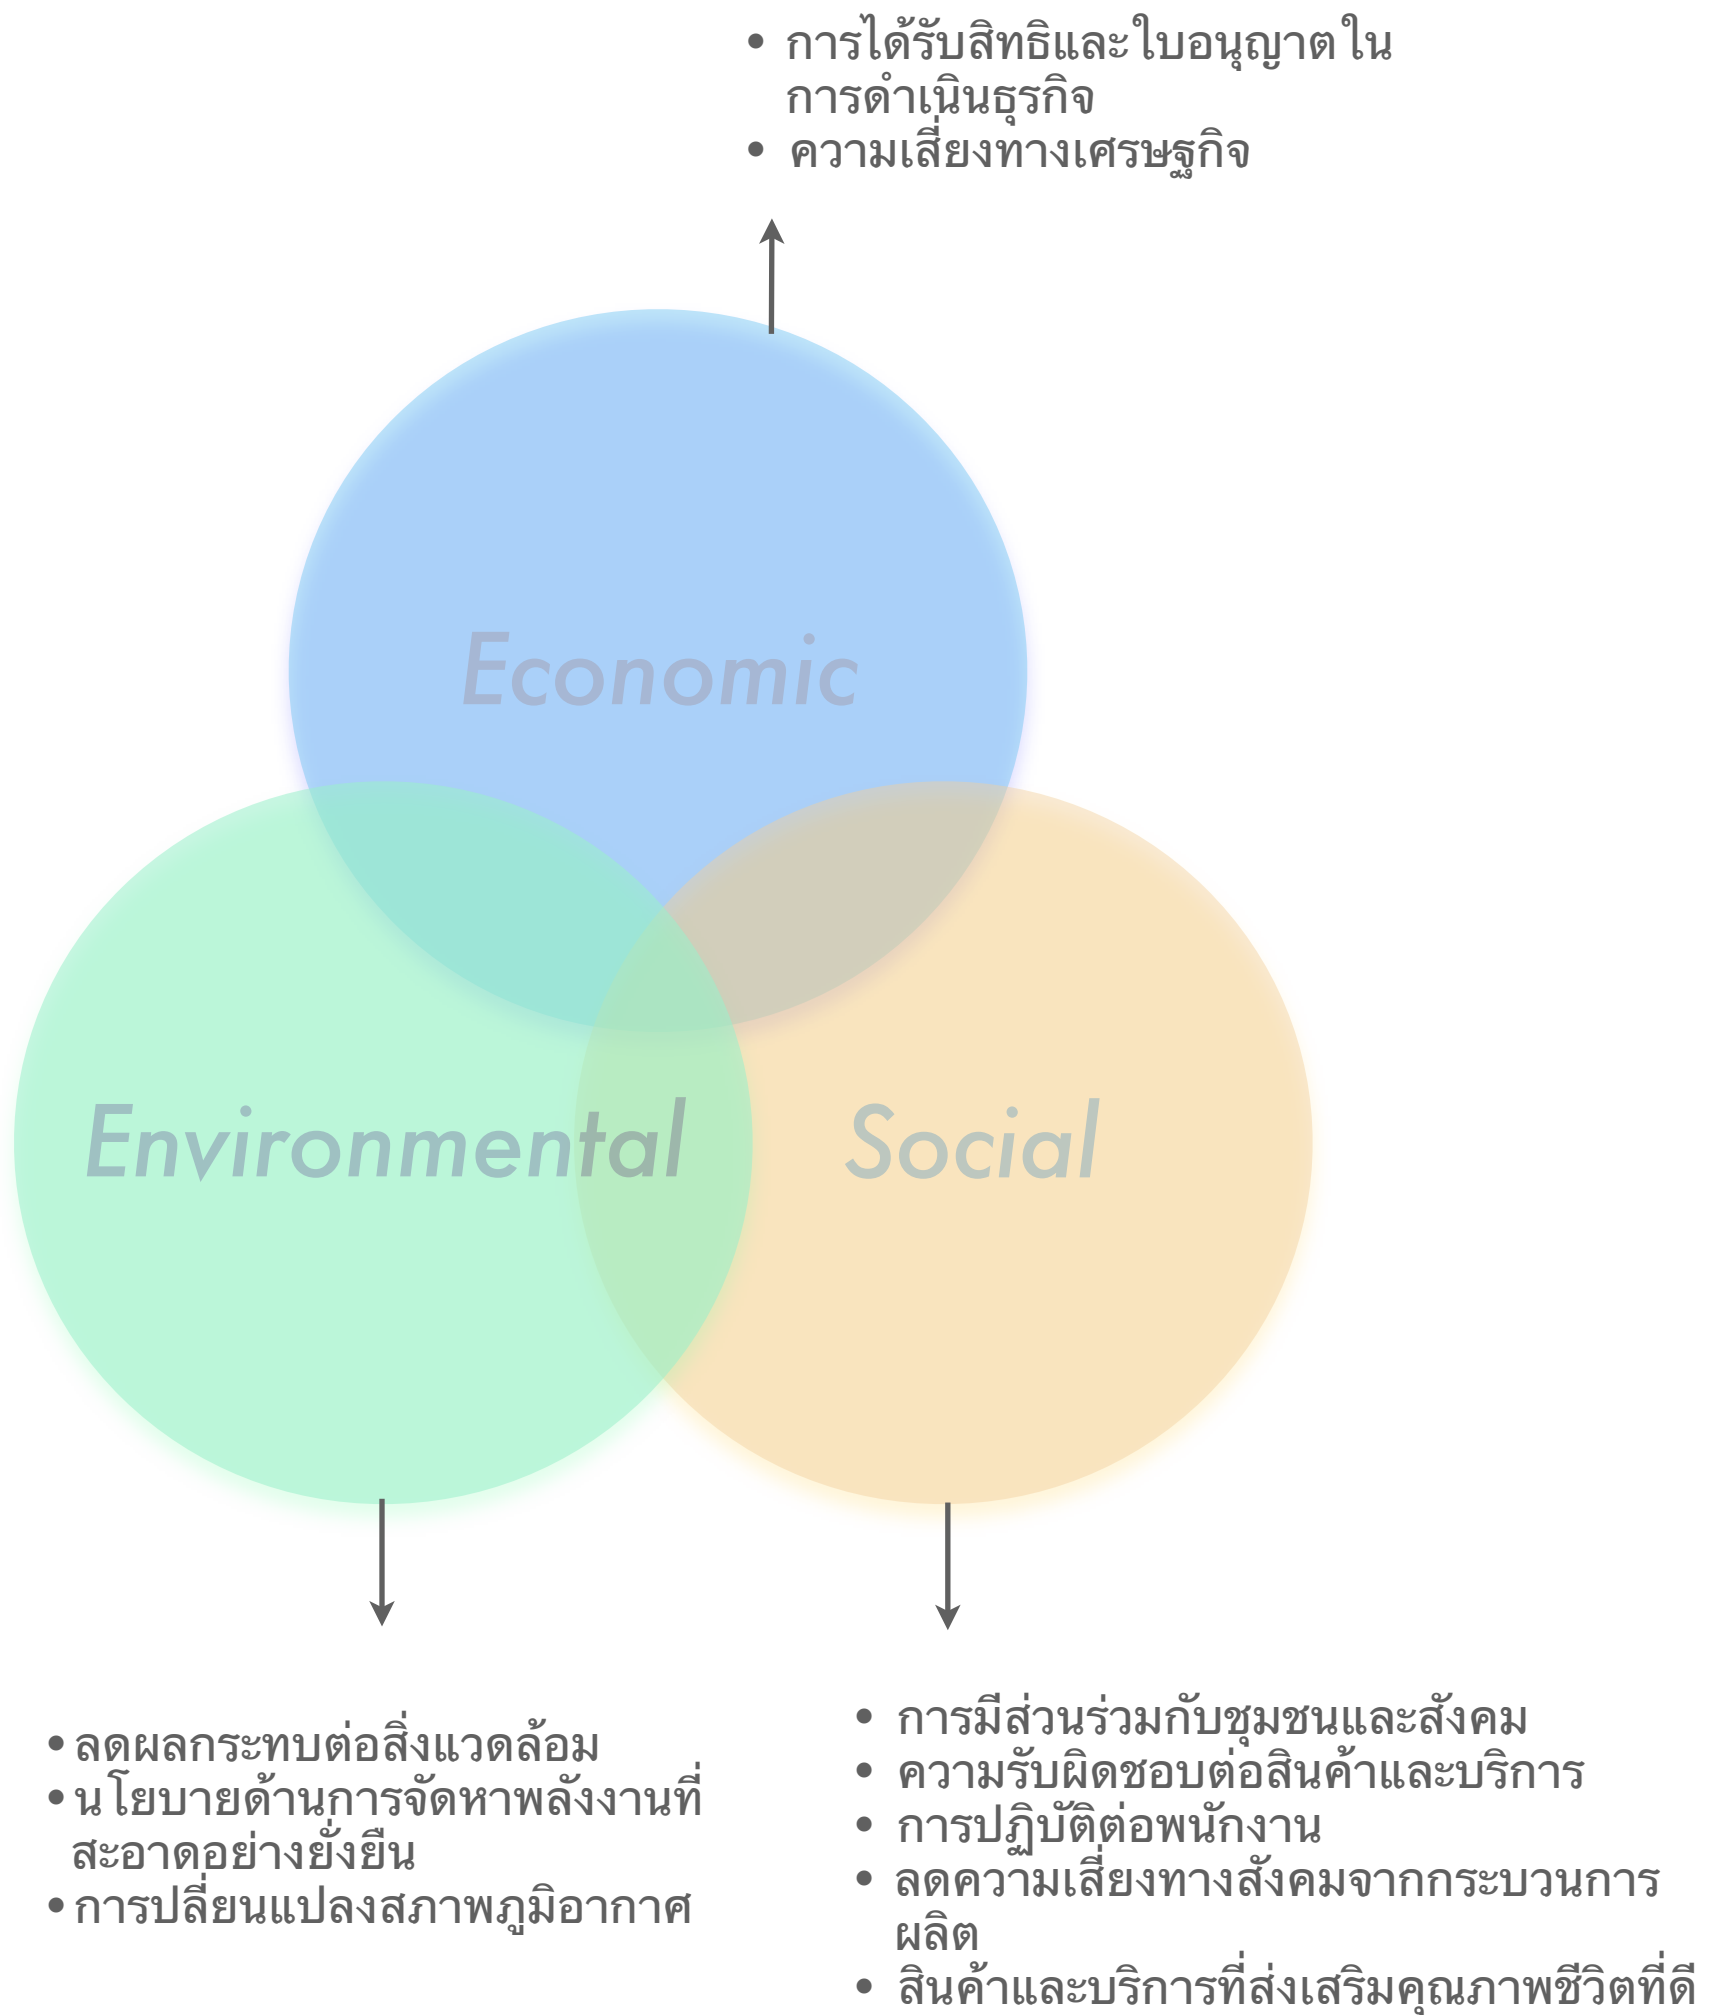 • การได้รับสิทธิและใบอนุญาตใน
การดำเนินธุรกิจ
• ความเสี่ยงทางเศรษฐกิจ
Economic
Environmental
Social
• ลดผลกระทบต่อสิ่งแวดล้อม
• นโยบายด้านการจัดหาพลังงานที่
สะอาดอย่างยั่งยืน
• การปลี่ยนแปลงสภาพภูมิอากาศ
• การมีส่วนร่วมกับชุมชนและสังคม
• ความรับผิดชอบต่อสินค้าและบริการ
• การปฏิบัติต่อพนักงาน
• ลดความเสี่ยงทางสังคมจากกระบวนการ
ผลิต
• สินค้าและบริการที่ส่งเสริมคุณภาพชีวิตที่ดี